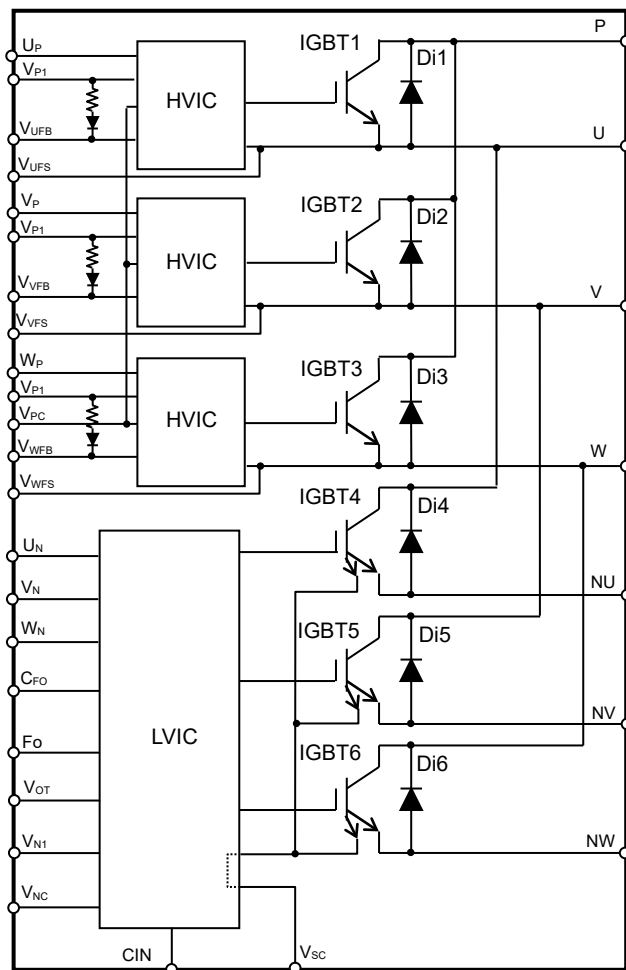 IGBT1
P
Di1
UP
VP1
HVIC
VUFB
U
VUFS
IGBT2
VP
Di2
VP1
HVIC
VVFB
V
VVFS
IGBT3
WP
Di3
VP1
VPC
HVIC
VWFB
W
VWFS
IGBT4
Di4
UN
VN
NU
WN
IGBT5
Di5
CFO
NV
LVIC
Fo
IGBT6
Di6
VOT
VN1
NW
VNC
CIN
VSC